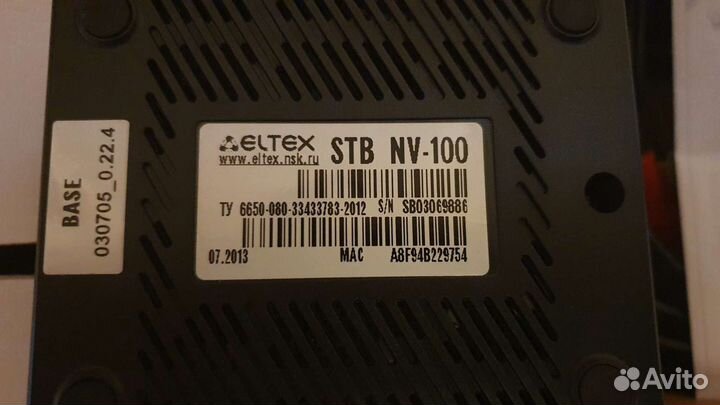 ELTEX STB NV-100
www.eltex.nsk.ru
ТУ 6650-080-33433783-2012 S/N SB03069886
07.2013 MAC A8F94B229754
BASE
030705_0.22.4
Avito